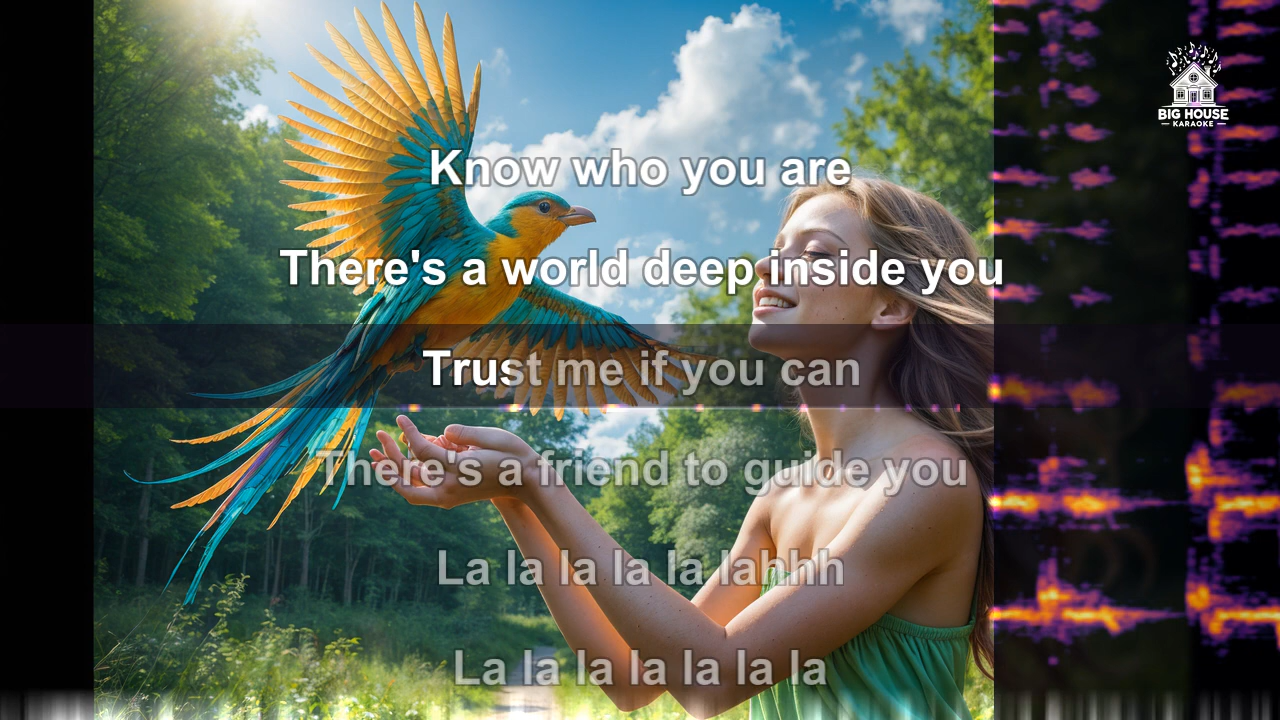 BIG HOUSE
KARAOKE
Know who you are
There's a world deep inside you
Trust me if you can
There's a friend to guide you
La la la la la lahhh
La la la la la la la